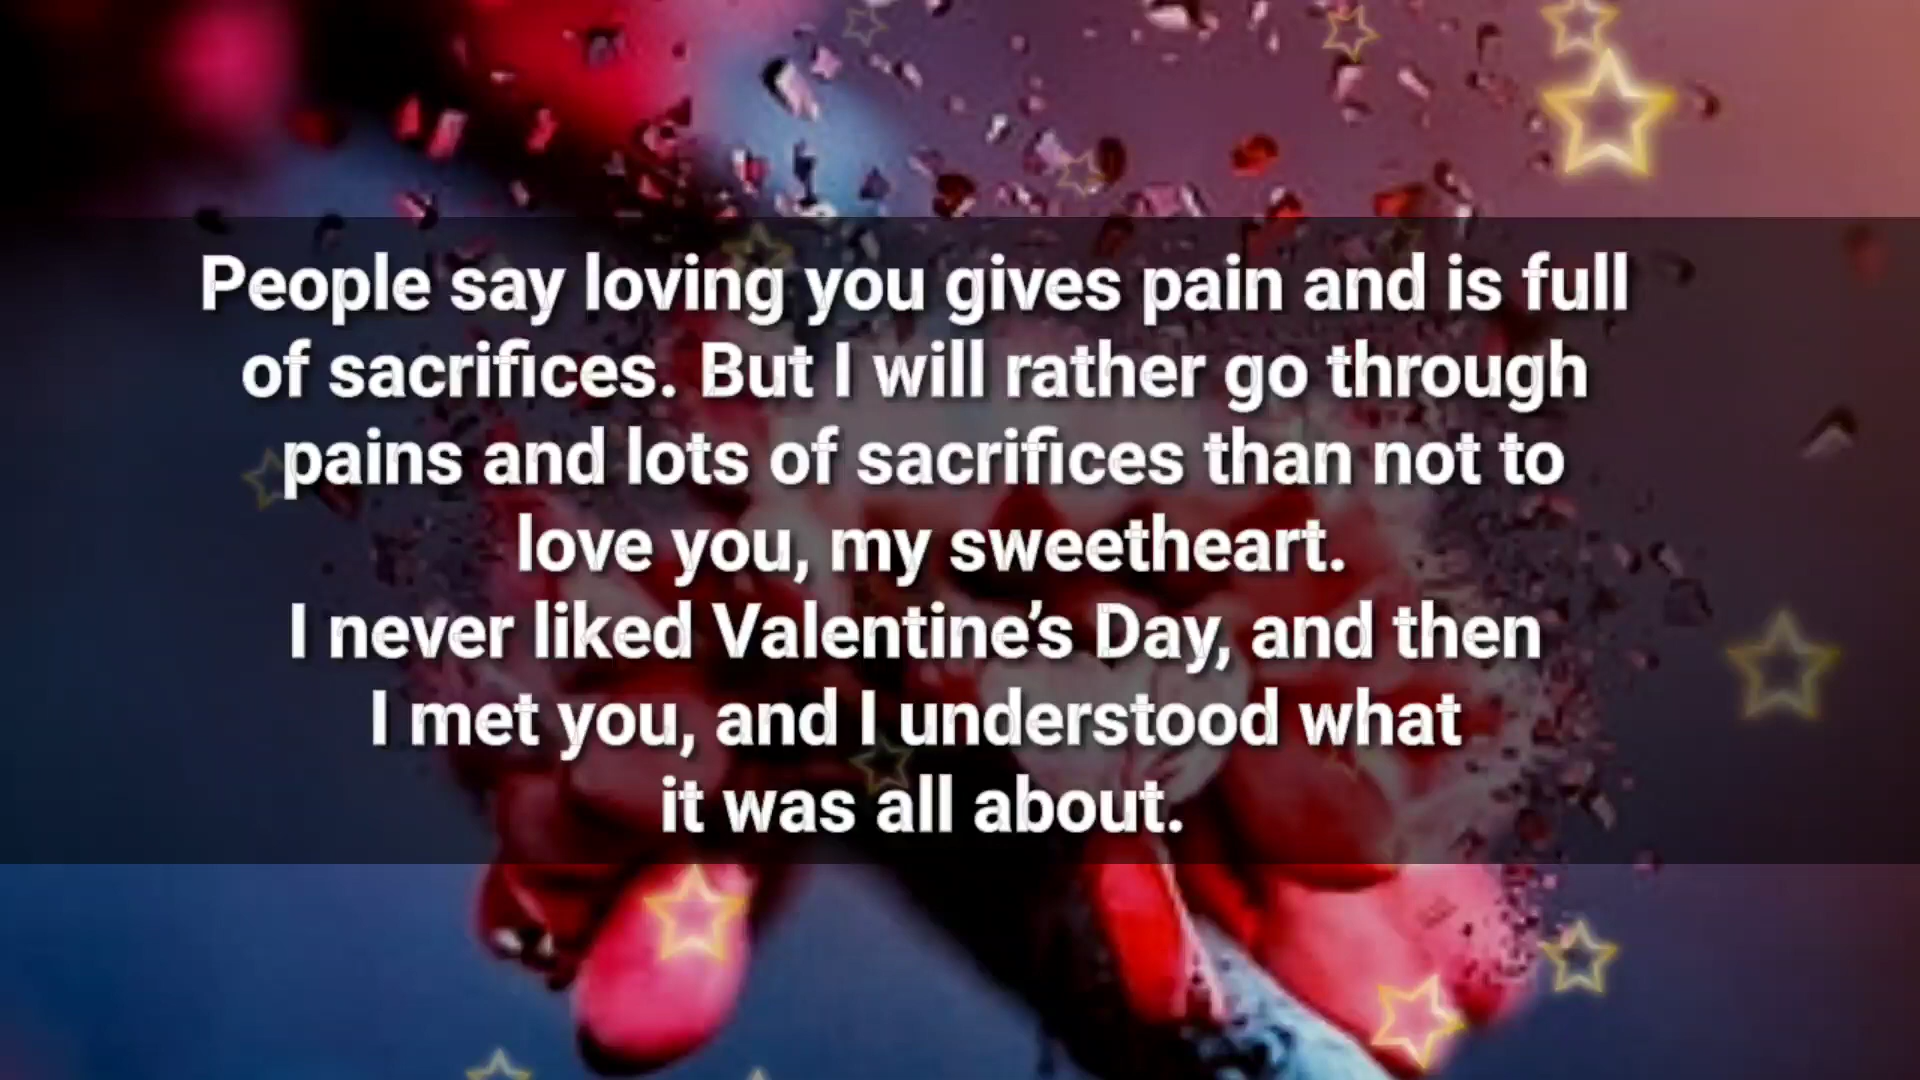 People say loving you gives pain and is full
of sacrifices. But I will rather go through
pains and lots of sacrifices than not to
love you, my sweetheart.
I never liked Valentine’s Day, and then
I met you, and I understood what
it was all about.